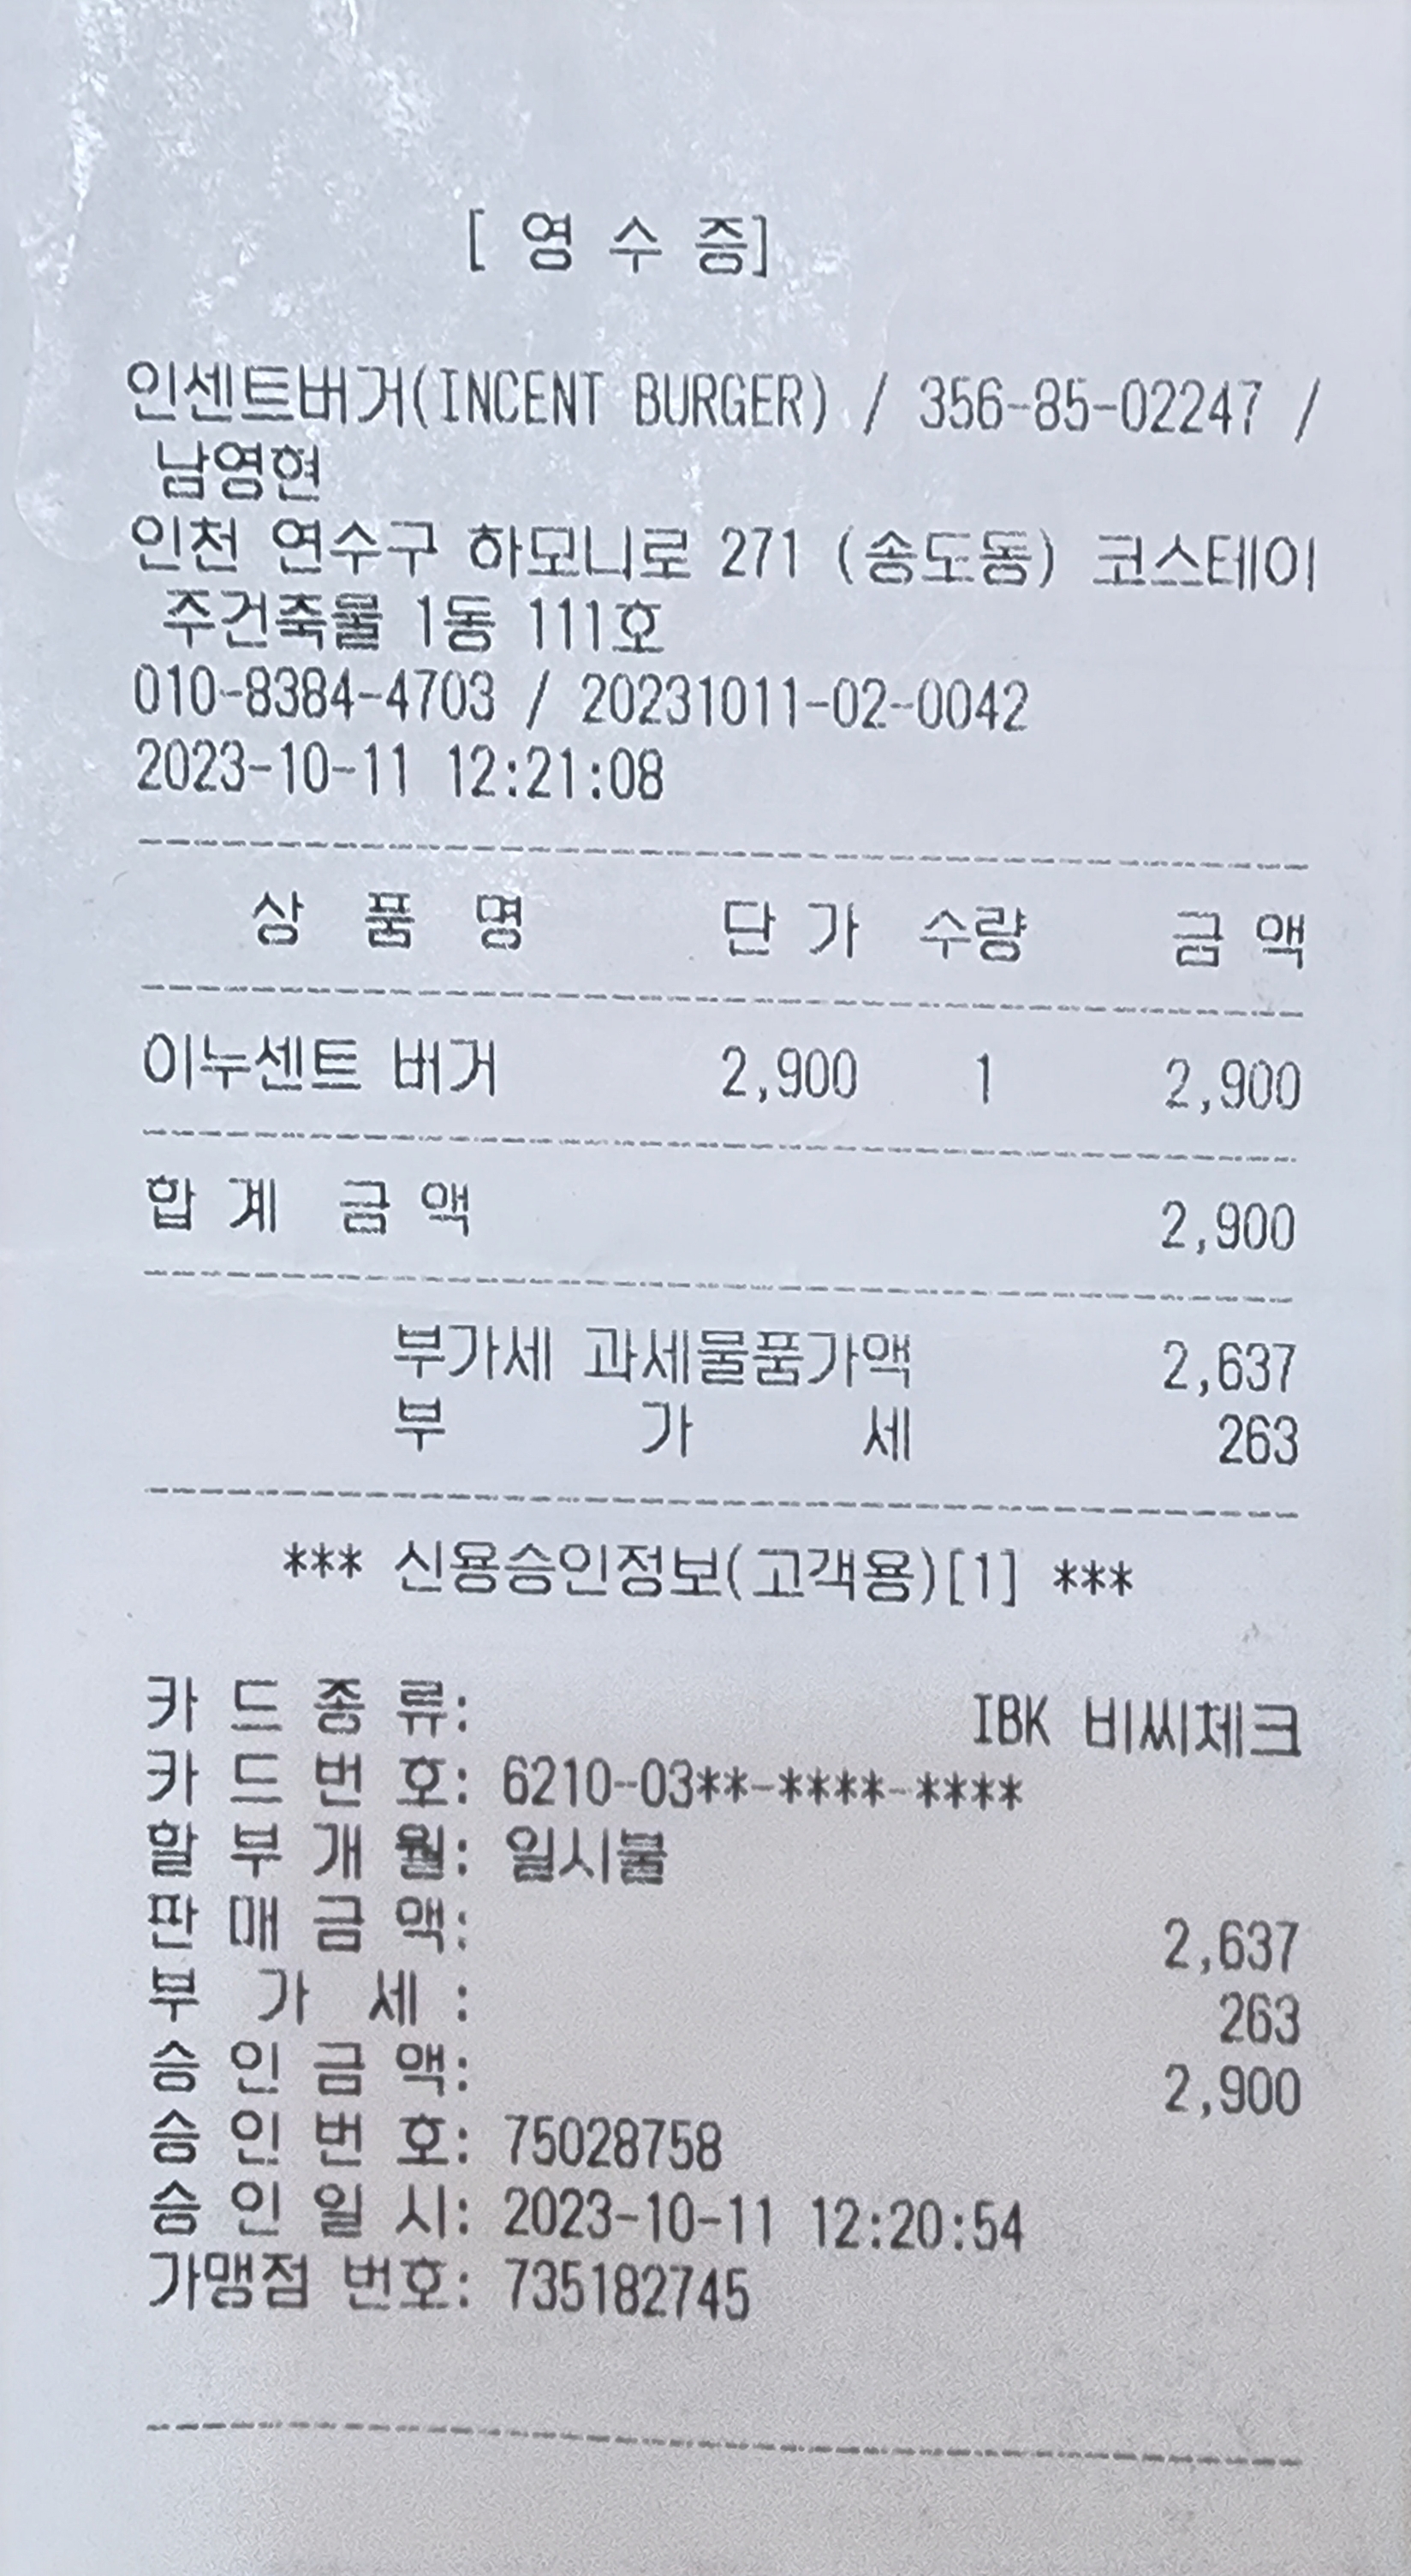 [ 영 수 증]
인센트버거(INCENT BURGER) / 356-85-02247 /
남영현
인천 연수구 하모니로 271 (송도동) 코스테이
주건축물 1동 111호
010-8384-4703 / 20231011-02-0042
2023-10-11 12:21:08
상 품 명 단 가 수량 금 액
이누센트 버거 2,900 1 2,900
합 계 금 액 2,900
부가세 과세물품가액 2,637
부 가 세 263
*** 신용승인정보(고객용)[1] ***
카 드 종 류: IBK 비씨체크
카 드 번 호: 6210-03**-****-****
할 부 개 월: 일시불
판 매 금 액: 2,637
부 가 세 : 263
승 인 금 액: 2,900
승 인 번 호: 75028758
승 인 일 시: 2023-10-11 12:20:54
가맹점 번호: 735182745